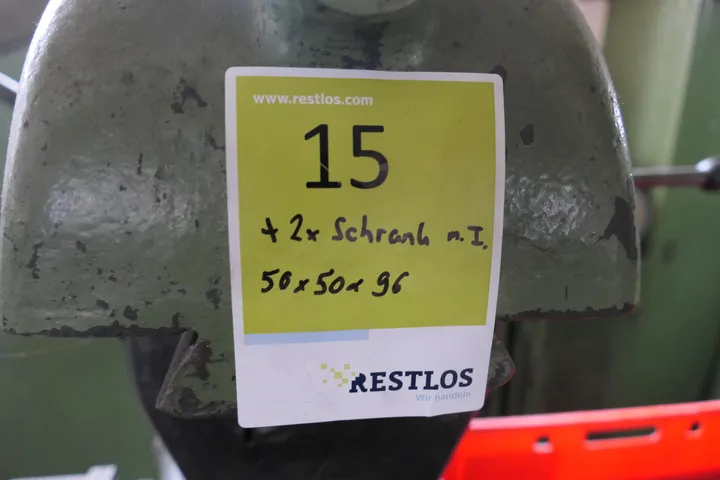 www.restlos.com
15
+ 2x Schrank m.I.
50x50x96
RESTLOS
Wir handeln